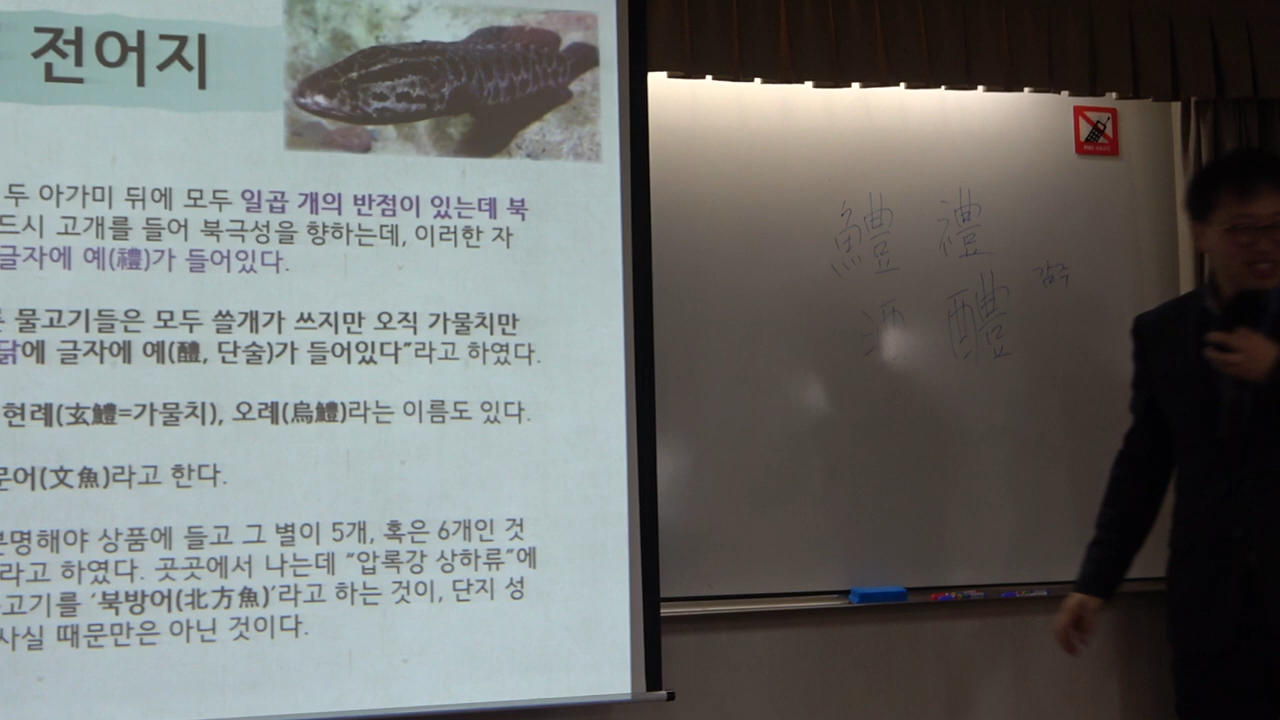 전어지
두 아가미 뒤에 모두 일곱 개의 반점이 있는데 북
드시 고개를 들어 북극성을 향하는데, 이러한 자
글자에 예(禮)가 들어있다.
물고기들은 모두 쓸개가 쓰지만 오직 가물치만
닭에 글자에 예(醴, 단술)가 들어있다”라고 하였다.
현례(玄鱧=가물치), 오례(烏鱧)라는 이름도 있다.
문어(文魚)라고 한다.
분명해야 상품에 들고 그 별이 5개, 혹은 6개인 것
라고 하였다. 곳곳에서 나는데 “압록강 상하류”에
고기를 ‘북방어(北方魚)’라고 하는 것이, 단지 성
사실 때문만은 아닌 것이다.
鱧 禮
酒 醴 감주